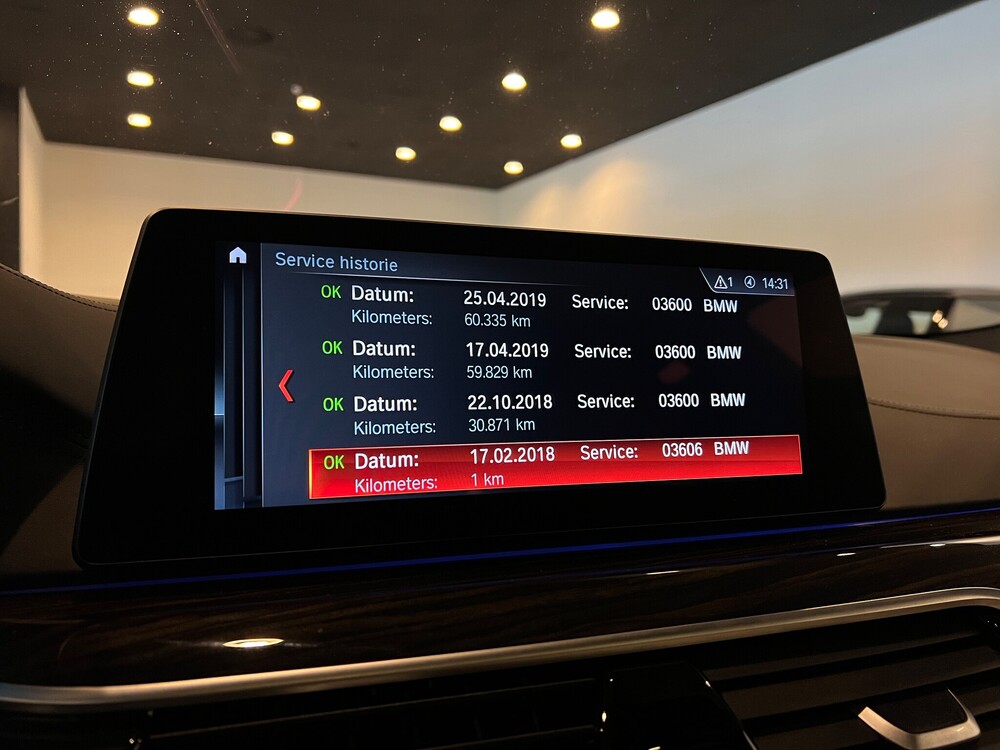 Service historie
1 4 14:31
OK Datum: 25.04.2019 Service: 03600 BMW
Kilometers: 60.335 km
OK Datum: 17.04.2019 Service: 03600 BMW
Kilometers: 59.829 km
OK Datum: 22.10.2018 Service: 03600 BMW
Kilometers: 30.871 km
OK Datum: 17.02.2018 Service: 03606 BMW
Kilometers: 1 km